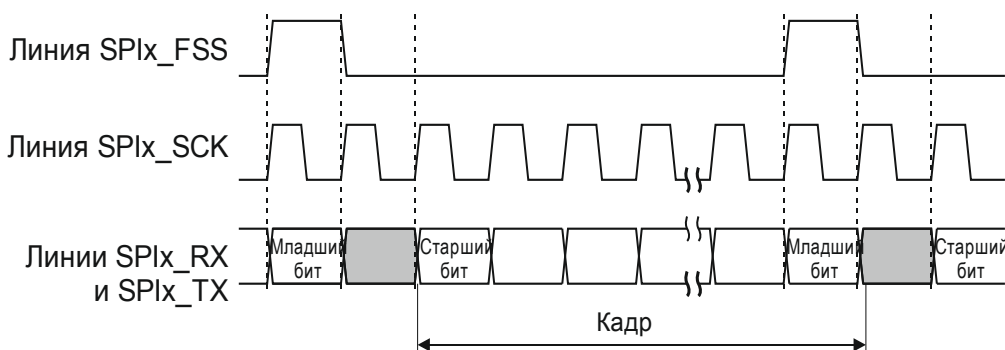 Линия SPIx_FSS
Линия SPIx_SCK
Линии SPIx_RX
и SPIx_TX
Младший
бит
Старший
бит
Младший
бит
Старший
бит
Кадр